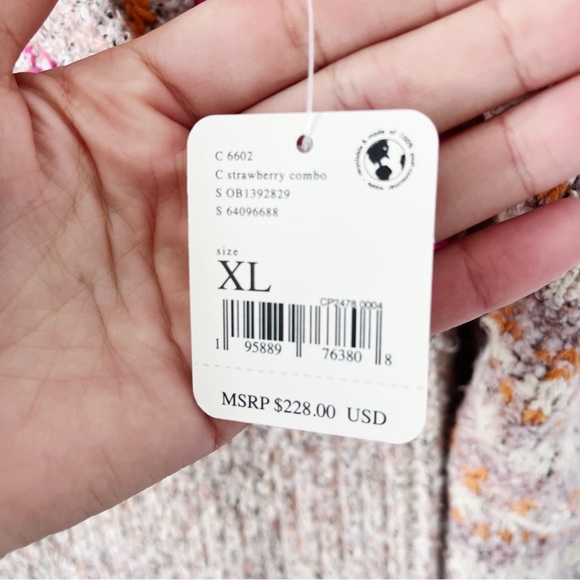 C 6602
C strawberry combo
S OB1392829
S 64096688
size
XL
CP2478 0004
1 95889 76380 8
MSRP $228.00 USD